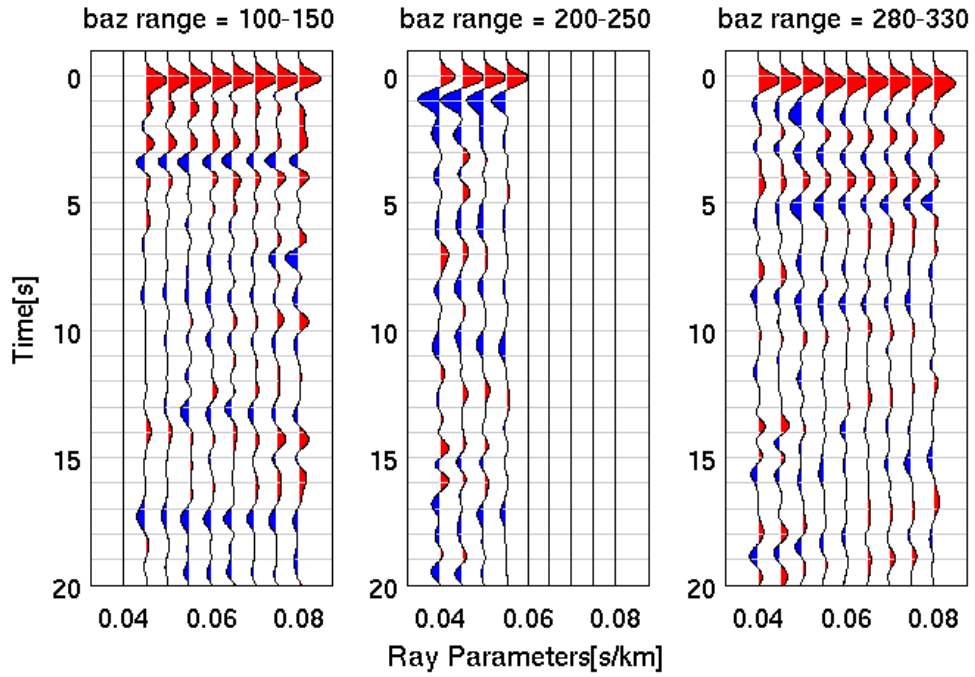 baz range = 100-150 baz range = 200-250 baz range = 280-330
0 0 0
5 5 5
10 10 10
15 15 15
20 20 20
0.04 0.06 0.08 0.04 0.06 0.08 0.04 0.06 0.08
Time[s]
Ray Parameters[s/km]